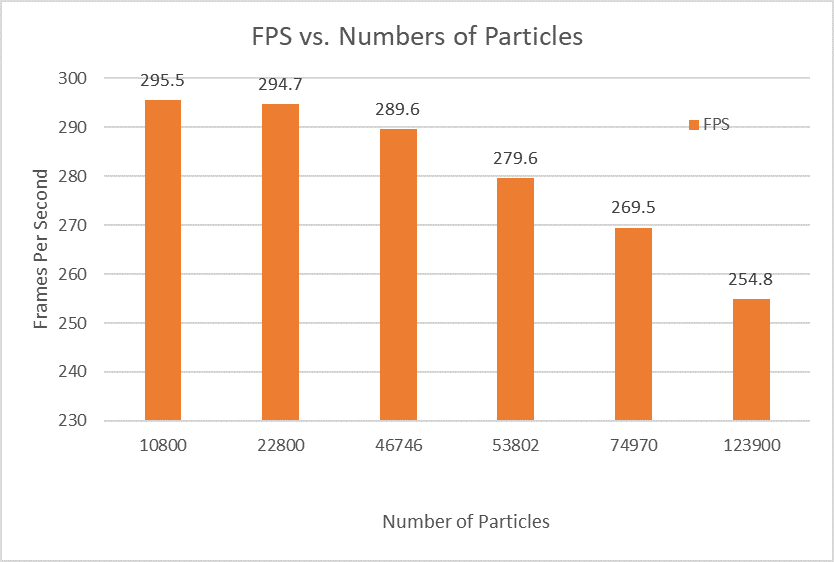 FPS vs. Numbers of Particles
300
290
280
270
260
250
240
230
Frames Per Second
295.5
294.7
289.6
279.6
269.5
254.8
FPS
10800 22800 46746 53802 74970 123900
Number of Particles